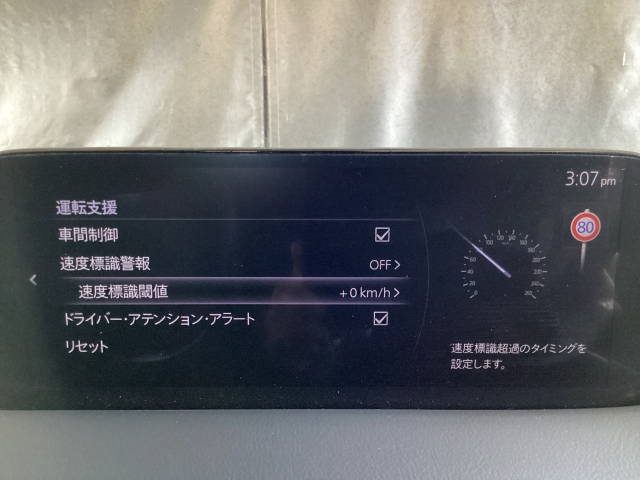 3:07 pm
運転支援
車間制御
速度標識警報 OFF
速度標識閾値 +0 km/h
ドライバー・アテンション・アラート
リセット
80
速度標識超過のタイミングを
設定します。